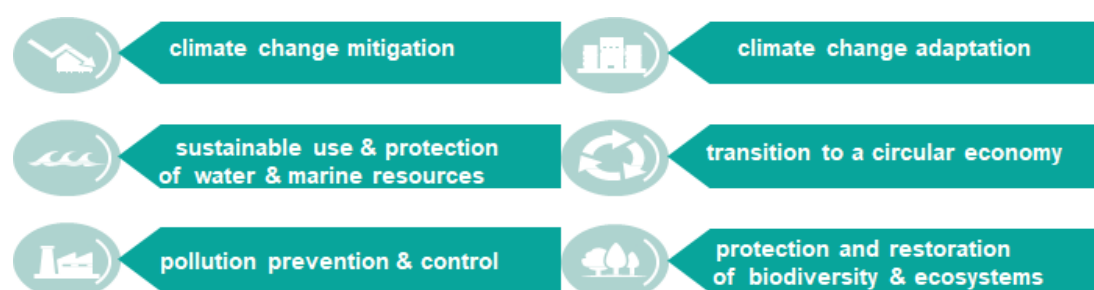 climate change mitigation
climate change adaptation
sustainable use & protection
of water & marine resources
transition to a circular economy
pollution prevention & control
protection and restoration
of biodiversity & ecosystems